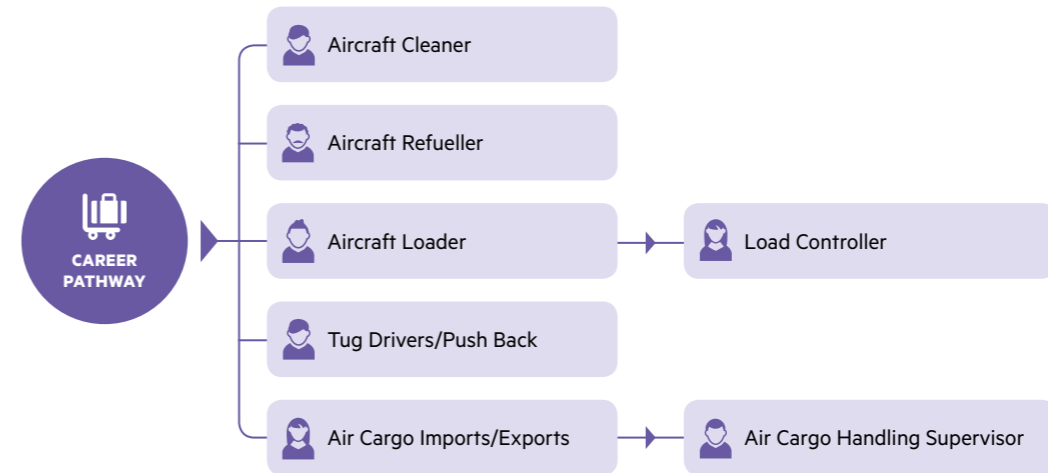 CAREER
PATHWAY
Aircraft Cleaner
Aircraft Refueller
Aircraft Loader
Load Controller
Tug Drivers/Push Back
Air Cargo Imports/Exports
Air Cargo Handling Supervisor